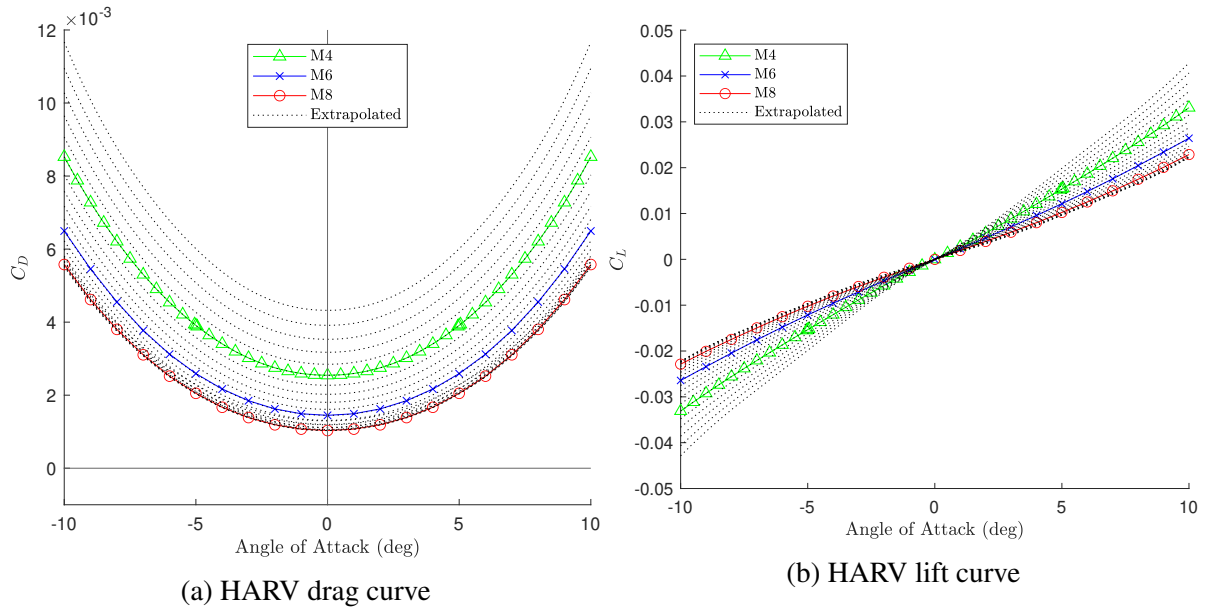 ×10⁻³
12
10
8
6
4
2
0
C_D
-10 -5 0 5 10
Angle of Attack (deg)
M4
M6
M8
Extrapolated
(a) HARV drag curve
0.05
0.04
0.03
0.02
0.01
0
-0.01
-0.02
-0.03
-0.04
-0.05
C_L
-10 -5 0 5 10
Angle of Attack (deg)
M4
M6
M8
Extrapolated
(b) HARV lift curve